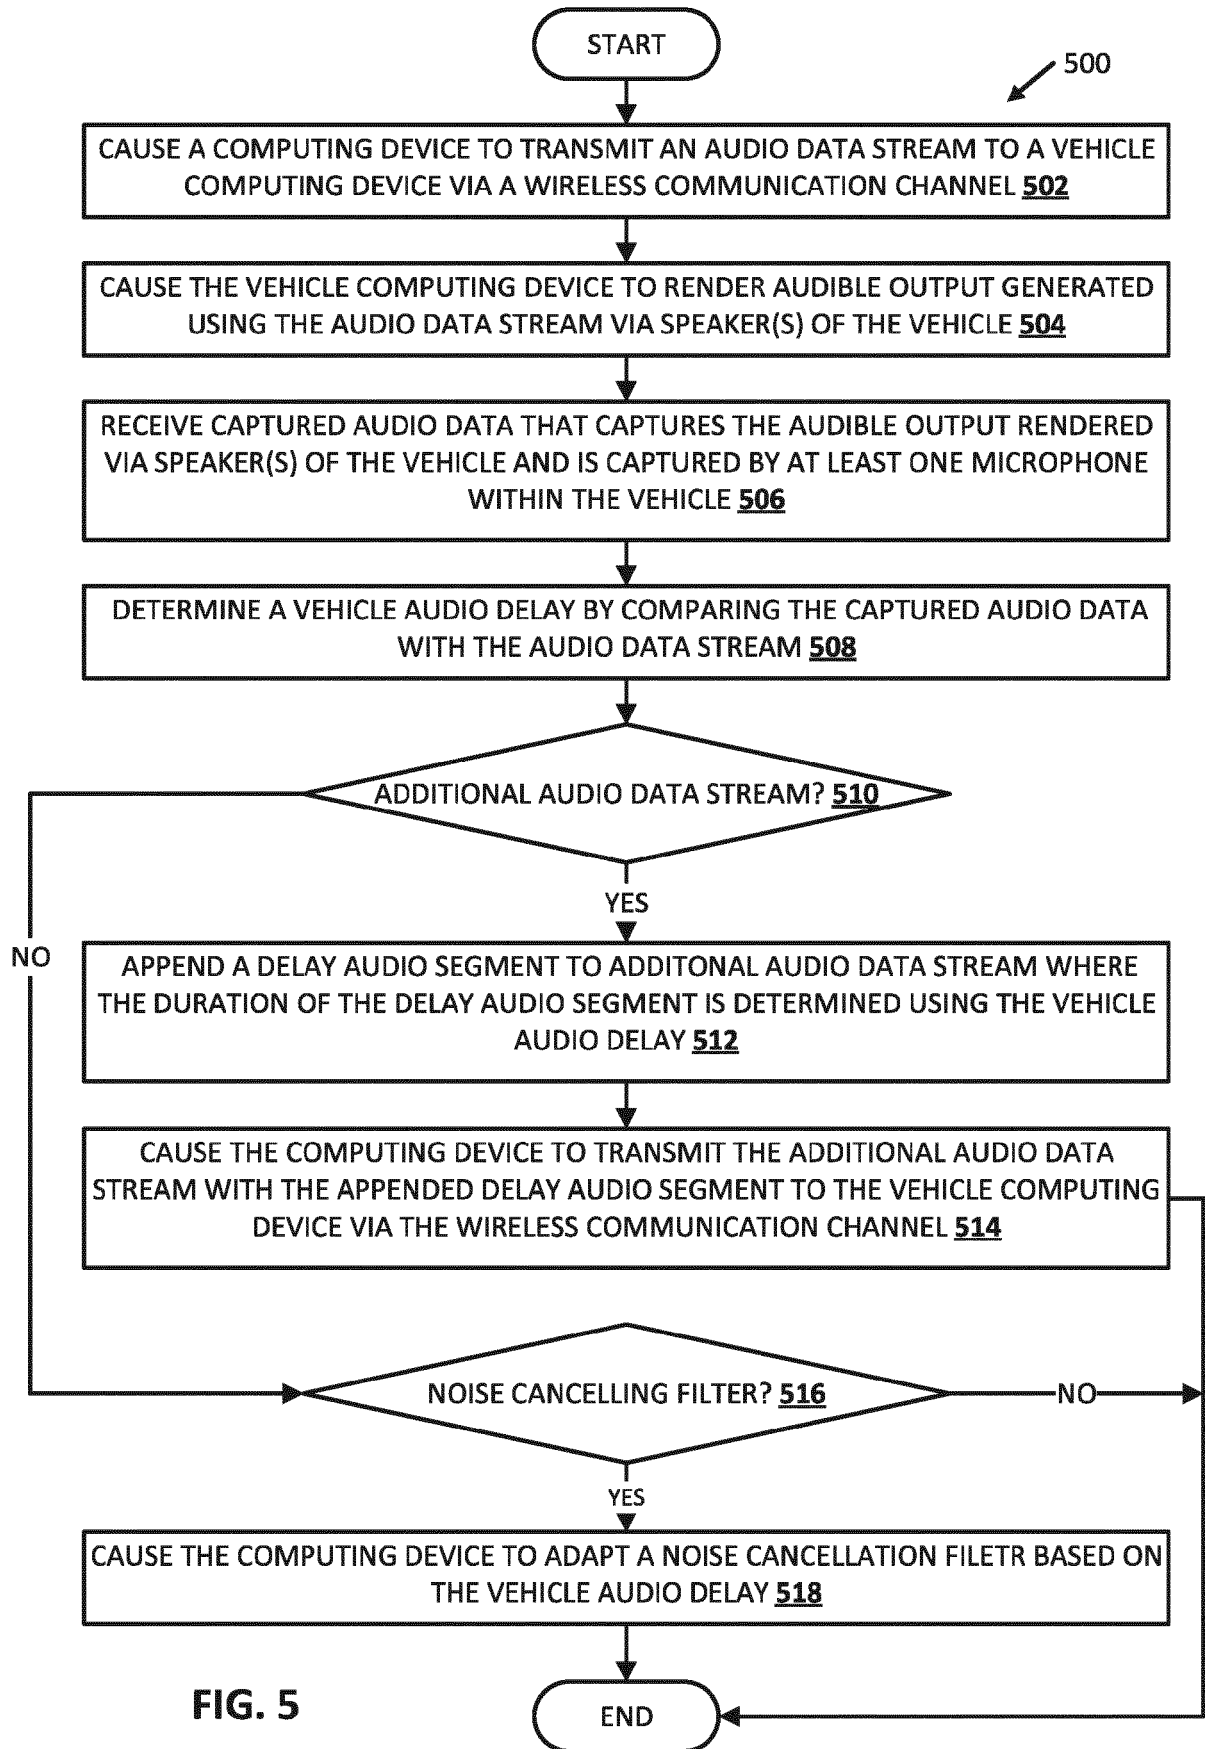 START
500
CAUSE A COMPUTING DEVICE TO TRANSMIT AN AUDIO DATA STREAM TO A VEHICLE
COMPUTING DEVICE VIA A WIRELESS COMMUNICATION CHANNEL 502
CAUSE THE VEHICLE COMPUTING DEVICE TO RENDER AUDIBLE OUTPUT GENERATED
USING THE AUDIO DATA STREAM VIA SPEAKER(S) OF THE VEHICLE 504
RECEIVE CAPTURED AUDIO DATA THAT CAPTURES THE AUDIBLE OUTPUT RENDERED
VIA SPEAKER(S) OF THE VEHICLE AND IS CAPTURED BY AT LEAST ONE MICROPHONE
WITHIN THE VEHICLE 506
DETERMINE A VEHICLE AUDIO DELAY BY COMPARING THE CAPTURED AUDIO DATA
WITH THE AUDIO DATA STREAM 508
ADDITIONAL AUDIO DATA STREAM? 510
YES
NO
APPEND A DELAY AUDIO SEGMENT TO ADDITONAL AUDIO DATA STREAM WHERE
THE DURATION OF THE DELAY AUDIO SEGMENT IS DETERMINED USING THE VEHICLE
AUDIO DELAY 512
CAUSE THE COMPUTING DEVICE TO TRANSMIT THE ADDITIONAL AUDIO DATA
STREAM WITH THE APPENDED DELAY AUDIO SEGMENT TO THE VEHICLE COMPUTING
DEVICE VIA THE WIRELESS COMMUNICATION CHANNEL 514
NOISE CANCELLING FILTER? 516
NO
YES
CAUSE THE COMPUTING DEVICE TO ADAPT A NOISE CANCELLATION FILETR BASED ON
THE VEHICLE AUDIO DELAY 518
FIG. 5
END